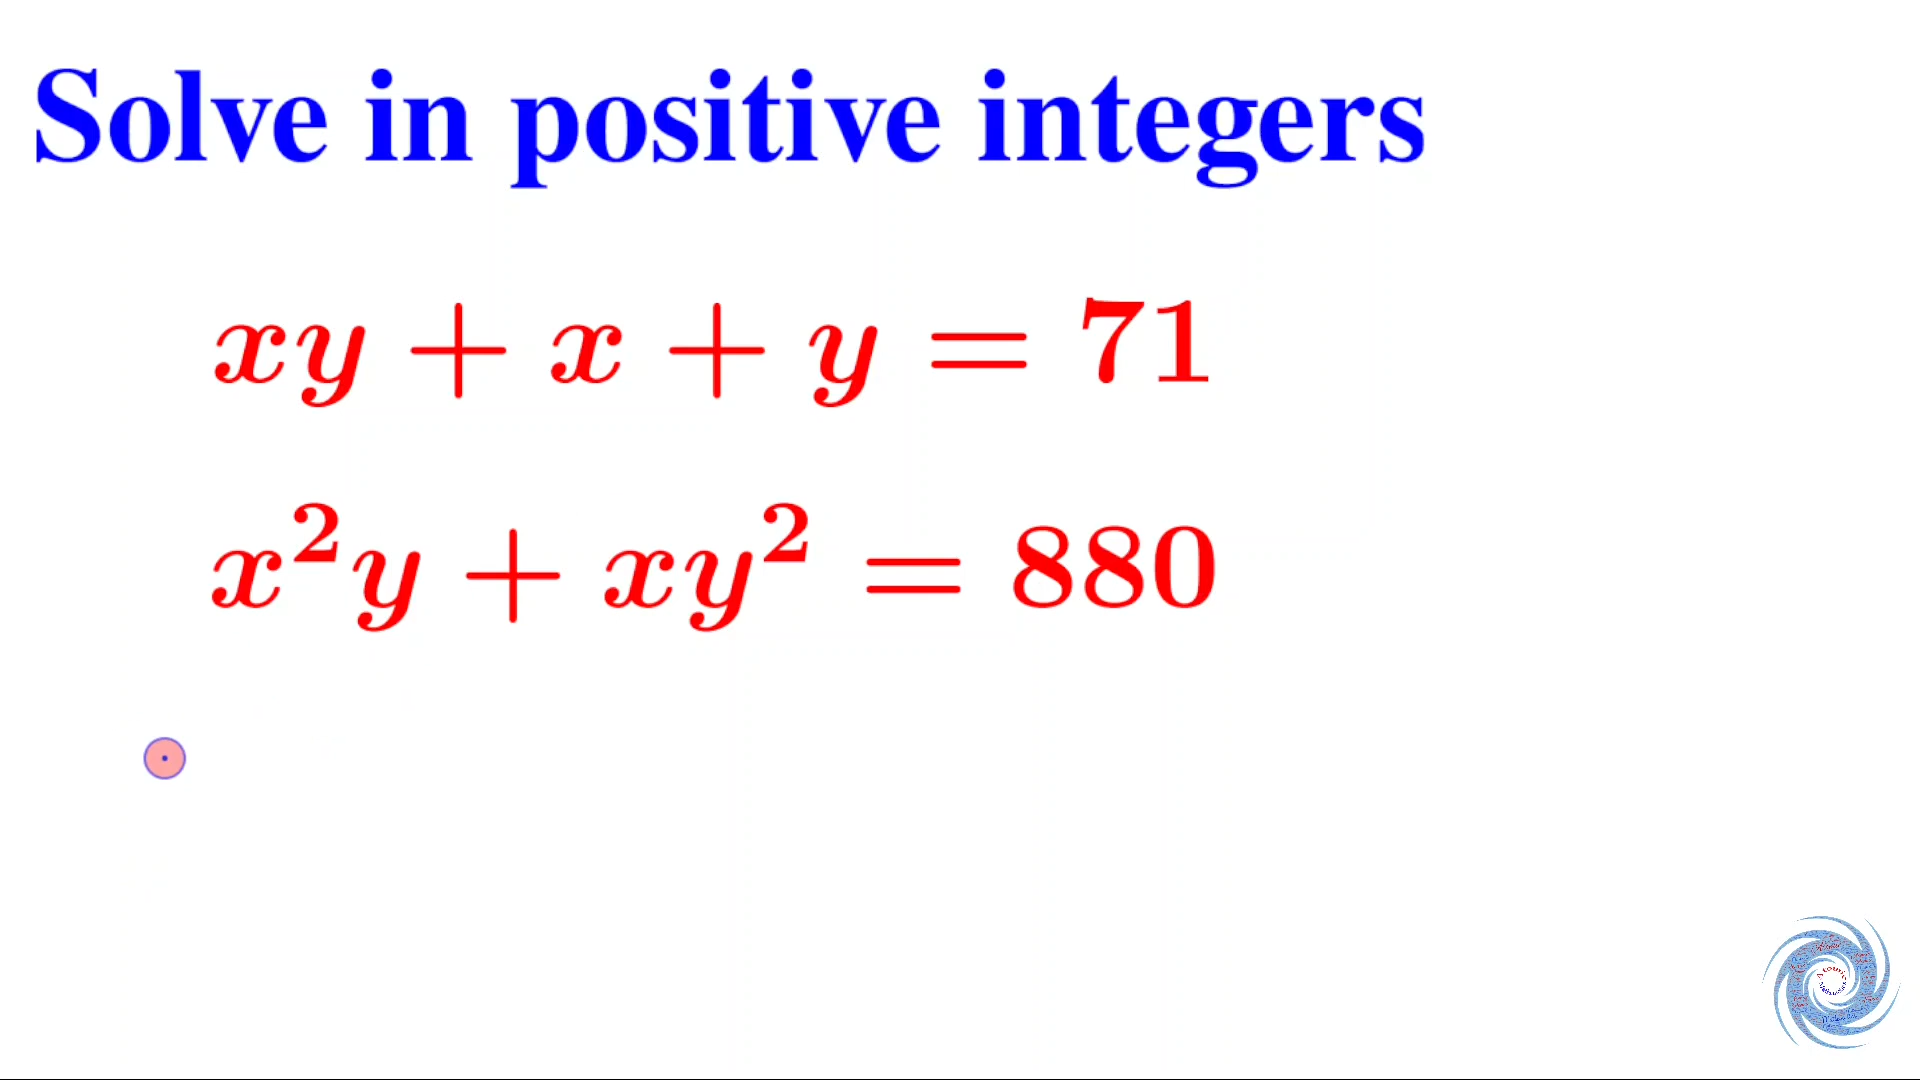 Solve in positive integers
xy + x + y = 71
x²y + xy² = 880